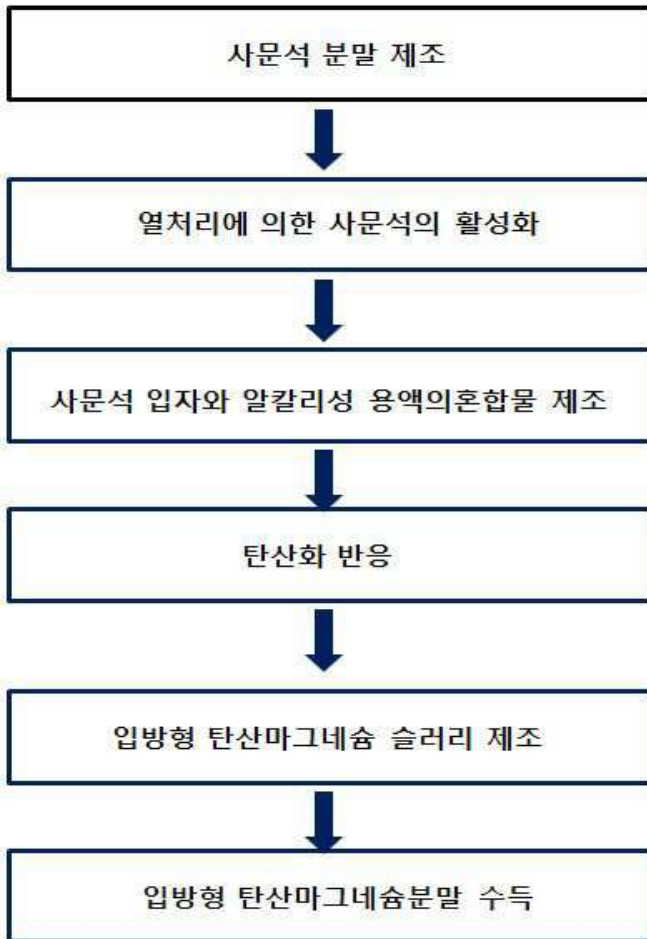 사문석 분말 제조
열처리에 의한 사문석의 활성화
사문석 입자와 알칼리성 용액의혼합물 제조
탄산화 반응
입방형 탄산마그네슘 슬러리 제조
입방형 탄산마그네슘분말 수득